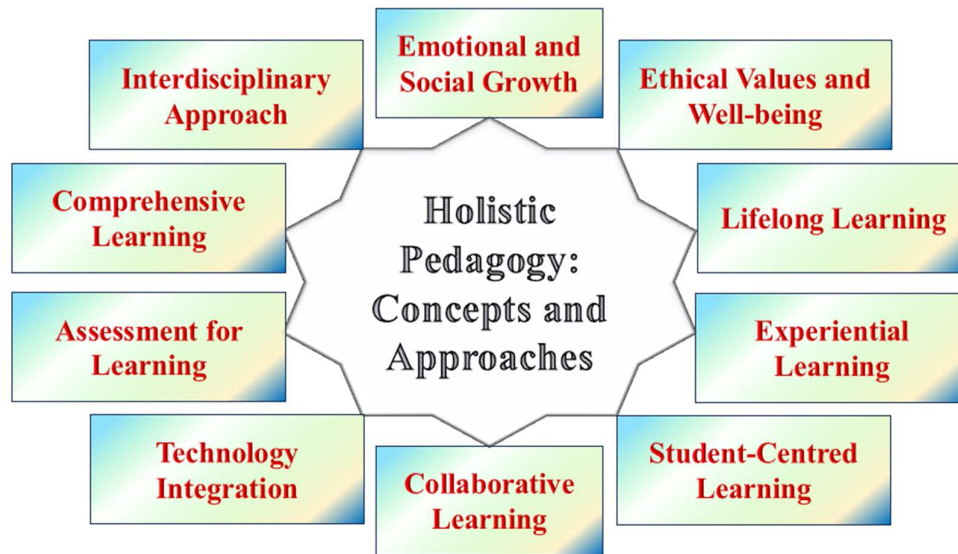 Emotional and
Social Growth
Interdisciplinary
Approach
Ethical Values and
Well-being
Comprehensive
Learning
Holistic
Pedagogy:
Concepts and
Approaches
Lifelong Learning
Assessment for
Learning
Experiential
Learning
Technology
Integration
Collaborative
Learning
Student-Centred
Learning